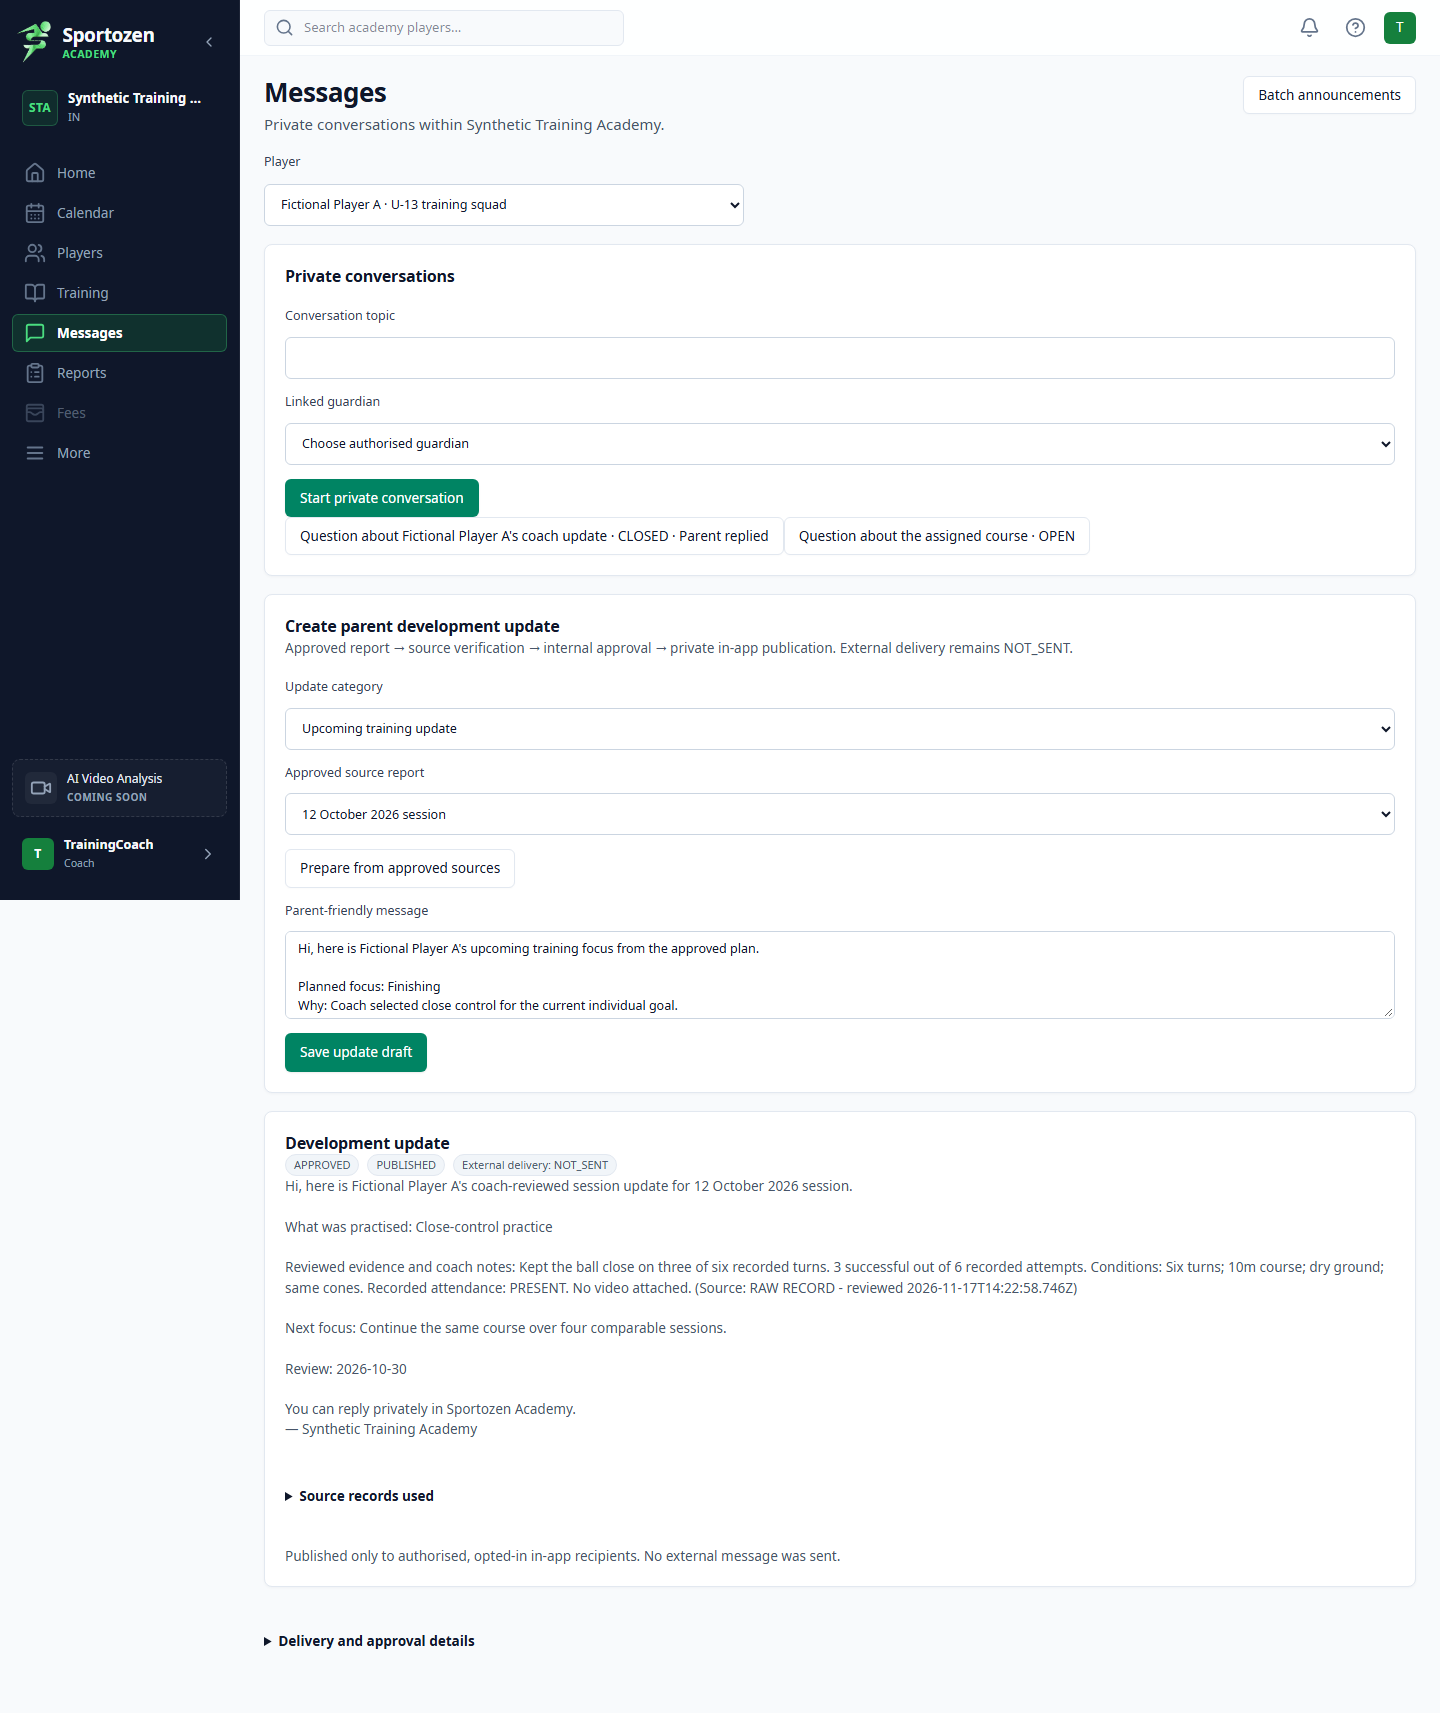 Sportozen
ACADEMY
STA
Synthetic Training ...
IN
Home
Calendar
Players
Training
Messages
Reports
Fees
More
AI Video Analysis
COMING SOON
T
TrainingCoach
Coach
Search academy players...
T
Messages
Private conversations within Synthetic Training Academy.
Batch announcements
Player
Fictional Player A · U-13 training squad
Private conversations
Conversation topic
Linked guardian
Choose authorised guardian
Start private conversation
Question about Fictional Player A's coach update · CLOSED · Parent replied
Question about the assigned course · OPEN
Create parent development update
Approved report → source verification → internal approval → private in-app publication. External delivery remains NOT_SENT.
Update category
Upcoming training update
Approved source report
12 October 2026 session
Prepare from approved sources
Parent-friendly message
Hi, here is Fictional Player A's upcoming training focus from the approved plan.
Planned focus: Finishing
Why: Coach selected close control for the current individual goal.
Save update draft
Development update
APPROVED
PUBLISHED
External delivery: NOT_SENT
Hi, here is Fictional Player A's coach-reviewed session update for 12 October 2026 session.
What was practised: Close-control practice
Reviewed evidence and coach notes: Kept the ball close on three of six recorded turns. 3 successful out of 6 recorded attempts. Conditions: Six turns; 10m course; dry ground;
same cones. Recorded attendance: PRESENT. No video attached. (Source: RAW RECORD - reviewed 2026-11-17T14:22:58.746Z)
Next focus: Continue the same course over four comparable sessions.
Review: 2026-10-30
You can reply privately in Sportozen Academy.
— Synthetic Training Academy
Source records used
Published only to authorised, opted-in in-app recipients. No external message was sent.
Delivery and approval details